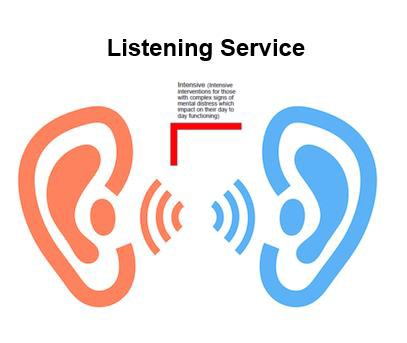 Listening Service
Intensive (Intensive
interventions for those
with complex signs of
mental distress which
impact on their day to
day functioning)